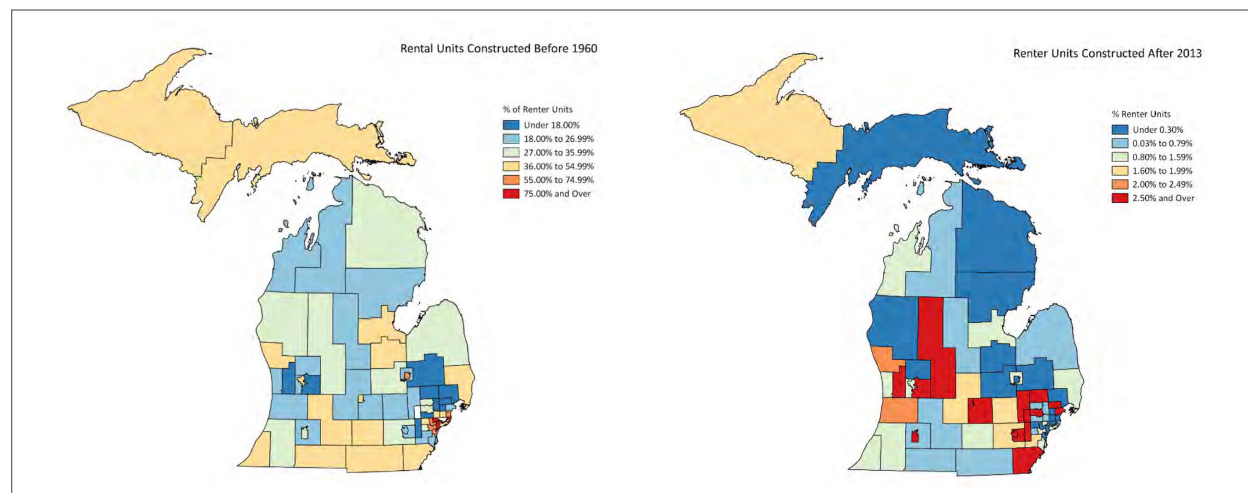 Rental Units Constructed Before 1960
% of Renter Units
Under 18.00%
18.00% to 26.99%
27.00% to 35.99%
36.00% to 54.99%
55.00% to 74.99%
75.00% and Over
Renter Units Constructed After 2013
% Renter Units
Under 0.30%
0.03% to 0.79%
0.80% to 1.59%
1.60% to 1.99%
2.00% to 2.49%
2.50% and Over